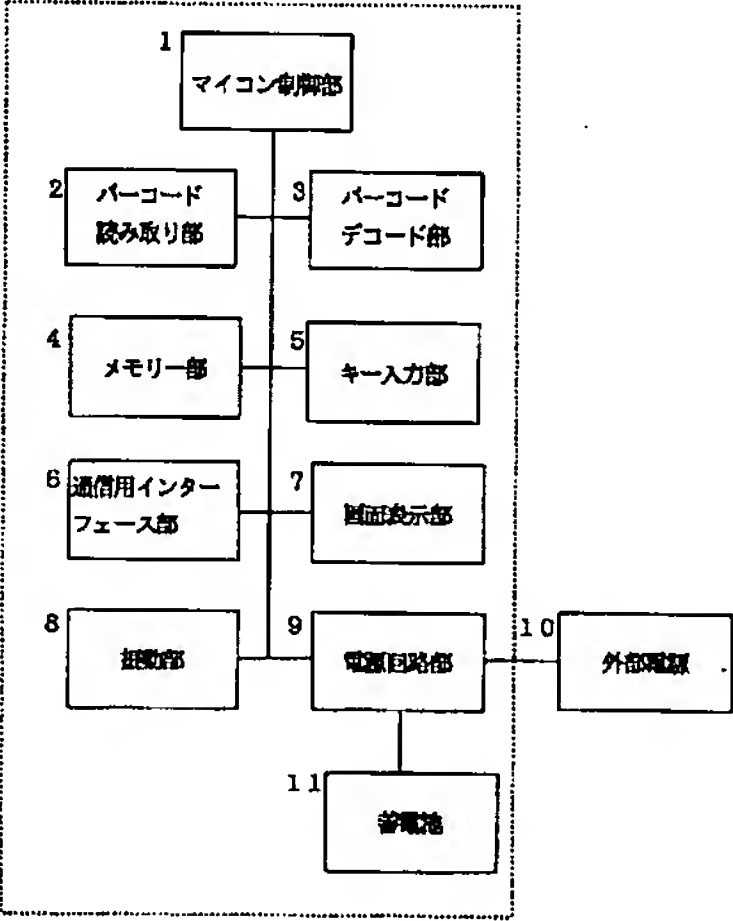 1
マイコン制御部
2
バーコード
読み取り部
3
バーコード
デコード部
4
メモリー部
5
キー入力部
6
通信用インター
フェース部
7
画面表示部
8
振動部
9
電源回路部
10
外部電源
11
蓄電池